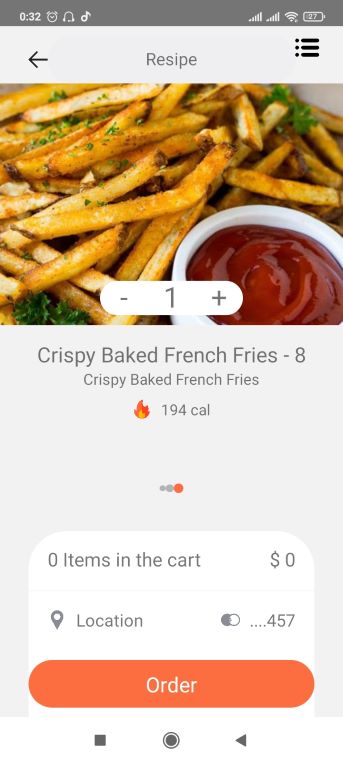 0:32
27
Resipe
- 1 +
Crispy Baked French Fries - 8
Crispy Baked French Fries
194 cal
0 Items in the cart $ 0
Location ....457
Order